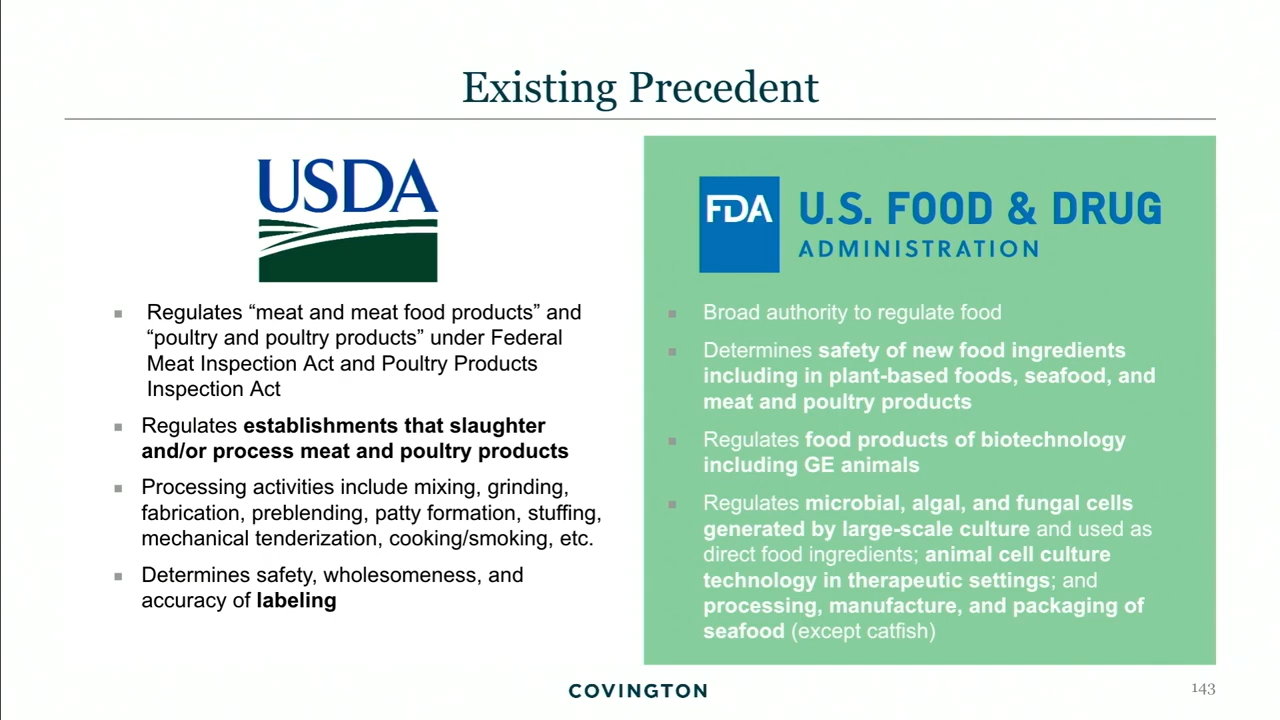 Existing Precedent
USDA
Regulates “meat and meat food products” and
“poultry and poultry products” under Federal
Meat Inspection Act and Poultry Products
Inspection Act
Regulates establishments that slaughter
and/or process meat and poultry products
Processing activities include mixing, grinding,
fabrication, preblending, patty formation, stuffing,
mechanical tenderization, cooking/smoking, etc.
Determines safety, wholesomeness, and
accuracy of labeling
FDA U.S. FOOD & DRUG
ADMINISTRATION
Broad authority to regulate food
Determines safety of new food ingredients
including in plant-based foods, seafood, and
meat and poultry products
Regulates food products of biotechnology
including GE animals
Regulates microbial, algal, and fungal cells
generated by large-scale culture and used as
direct food ingredients; animal cell culture
technology in therapeutic settings; and
processing, manufacture, and packaging of
seafood (except catfish)
COVINGTON
143